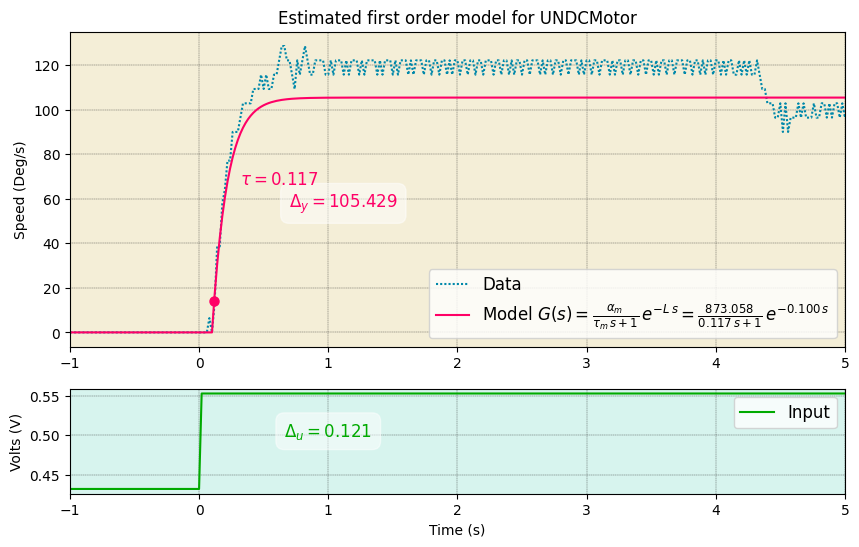 Estimated first order model for UNDCMotor
Speed (Deg/s)
120
100
80
60
40
20
0
τ = 0.117
Δy = 105.429
Data
Model G(s) = αm / (τm s + 1) e^(−L s) = 873.058 / (0.117 s + 1) e^(−0.100 s)
−1 0 1 2 3 4 5
Volts (V)
0.55
0.50
0.45
Δu = 0.121
Input
−1 0 1 2 3 4 5
Time (s)